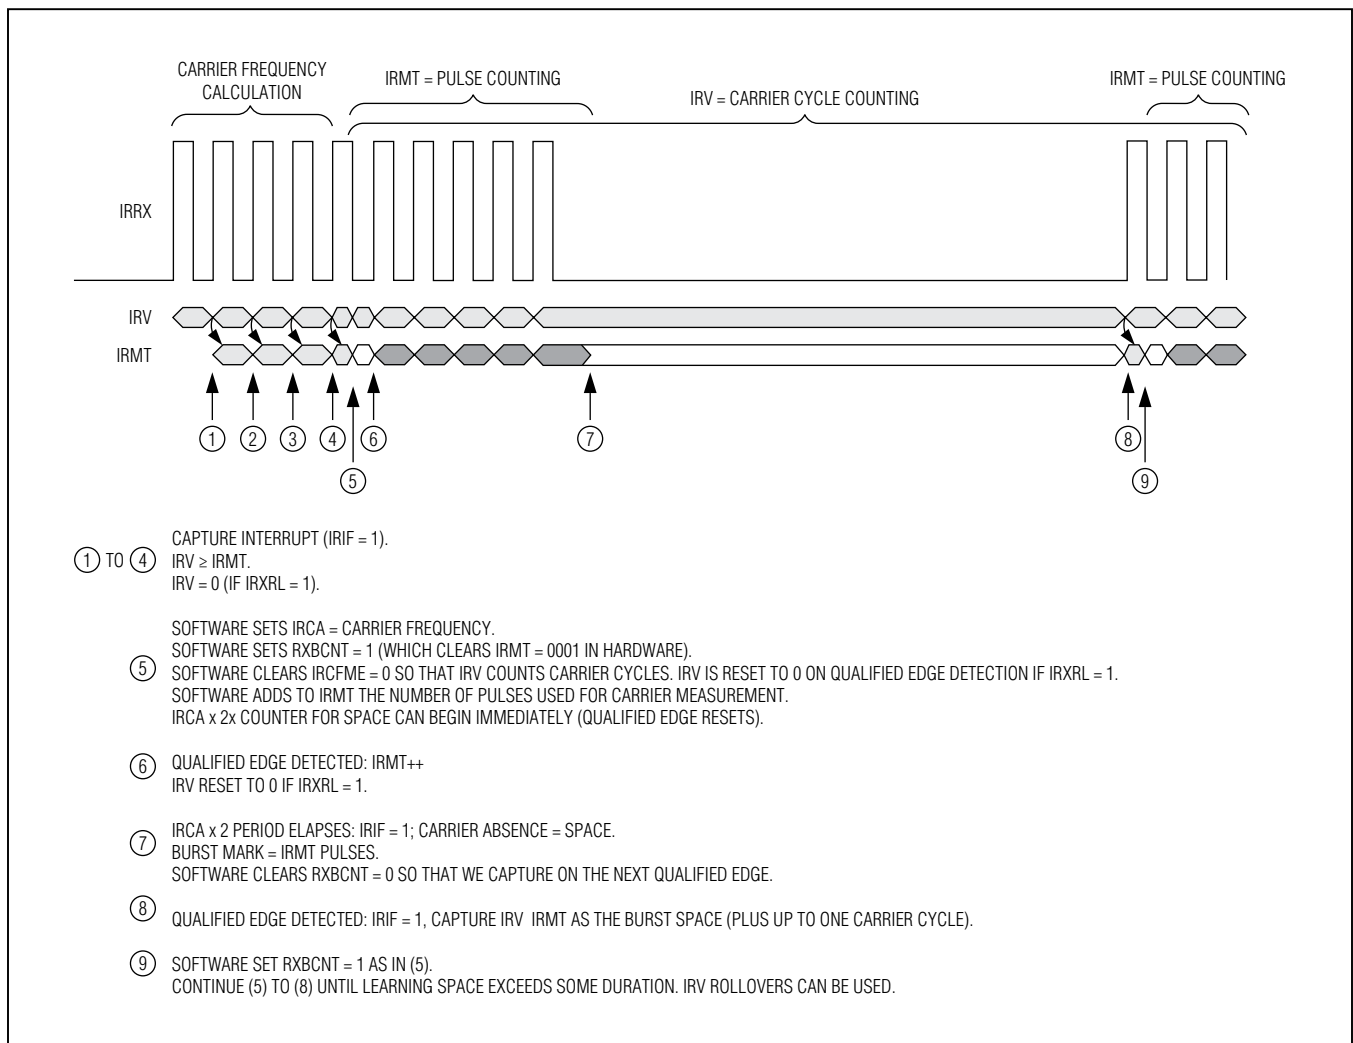 CARRIER FREQUENCY
CALCULATION
IRMT = PULSE COUNTING
IRV = CARRIER CYCLE COUNTING
IRMT = PULSE COUNTING
IRRX
IRV
IRMT
1 2 3 4 6 7 8
5 9
1 TO 4
CAPTURE INTERRUPT (IRIF = 1).
IRV ≥ IRMT.
IRV = 0 (IF IRXRL = 1).
5
SOFTWARE SETS IRCA = CARRIER FREQUENCY.
SOFTWARE SETS RXBCNT = 1 (WHICH CLEARS IRMT = 0001 IN HARDWARE).
SOFTWARE CLEARS IRCFME = 0 SO THAT IRV COUNTS CARRIER CYCLES. IRV IS RESET TO 0 ON QUALIFIED EDGE DETECTION IF IRXRL = 1.
SOFTWARE ADDS TO IRMT THE NUMBER OF PULSES USED FOR CARRIER MEASUREMENT.
IRCA x 2x COUNTER FOR SPACE CAN BEGIN IMMEDIATELY (QUALIFIED EDGE RESETS).
6
QUALIFIED EDGE DETECTED: IRMT++
IRV RESET TO 0 IF IRXRL = 1.
7
IRCA x 2 PERIOD ELAPSES: IRIF = 1; CARRIER ABSENCE = SPACE.
BURST MARK = IRMT PULSES.
SOFTWARE CLEARS RXBCNT = 0 SO THAT WE CAPTURE ON THE NEXT QUALIFIED EDGE.
8
QUALIFIED EDGE DETECTED: IRIF = 1, CAPTURE IRV IRMT AS THE BURST SPACE (PLUS UP TO ONE CARRIER CYCLE).
9
SOFTWARE SET RXBCNT = 1 AS IN (5).
CONTINUE (5) TO (8) UNTIL LEARNING SPACE EXCEEDS SOME DURATION. IRV ROLLOVERS CAN BE USED.